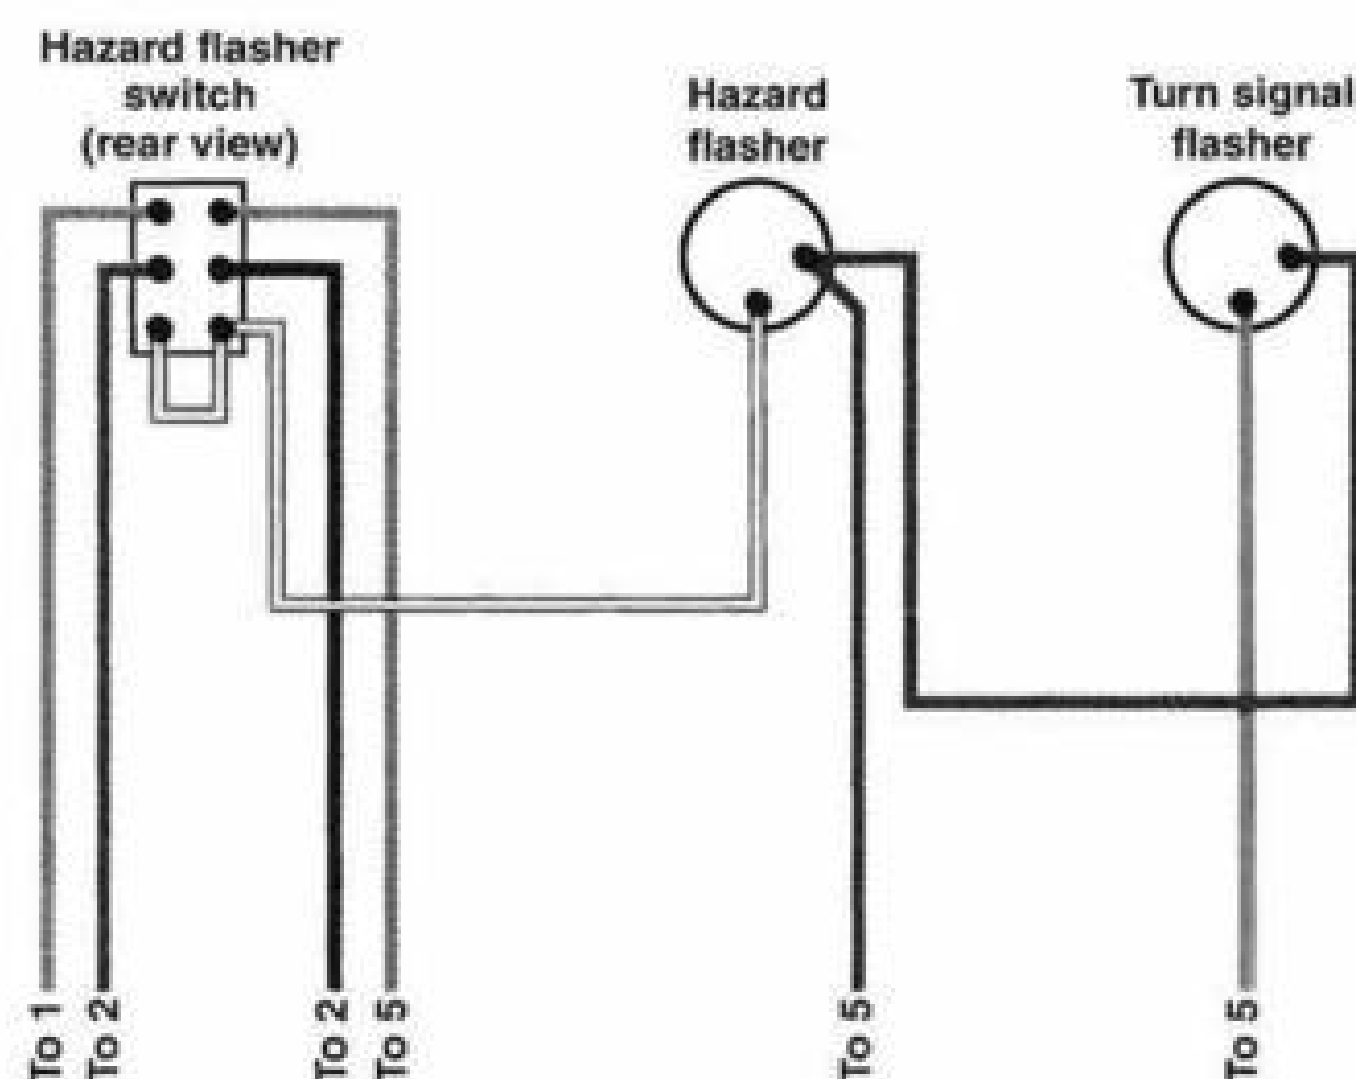 Hazard flasher
switch
(rear view)
Hazard
flasher
Turn signal
flasher
To 1
To 2
To 2
To 5
To 5
To 5